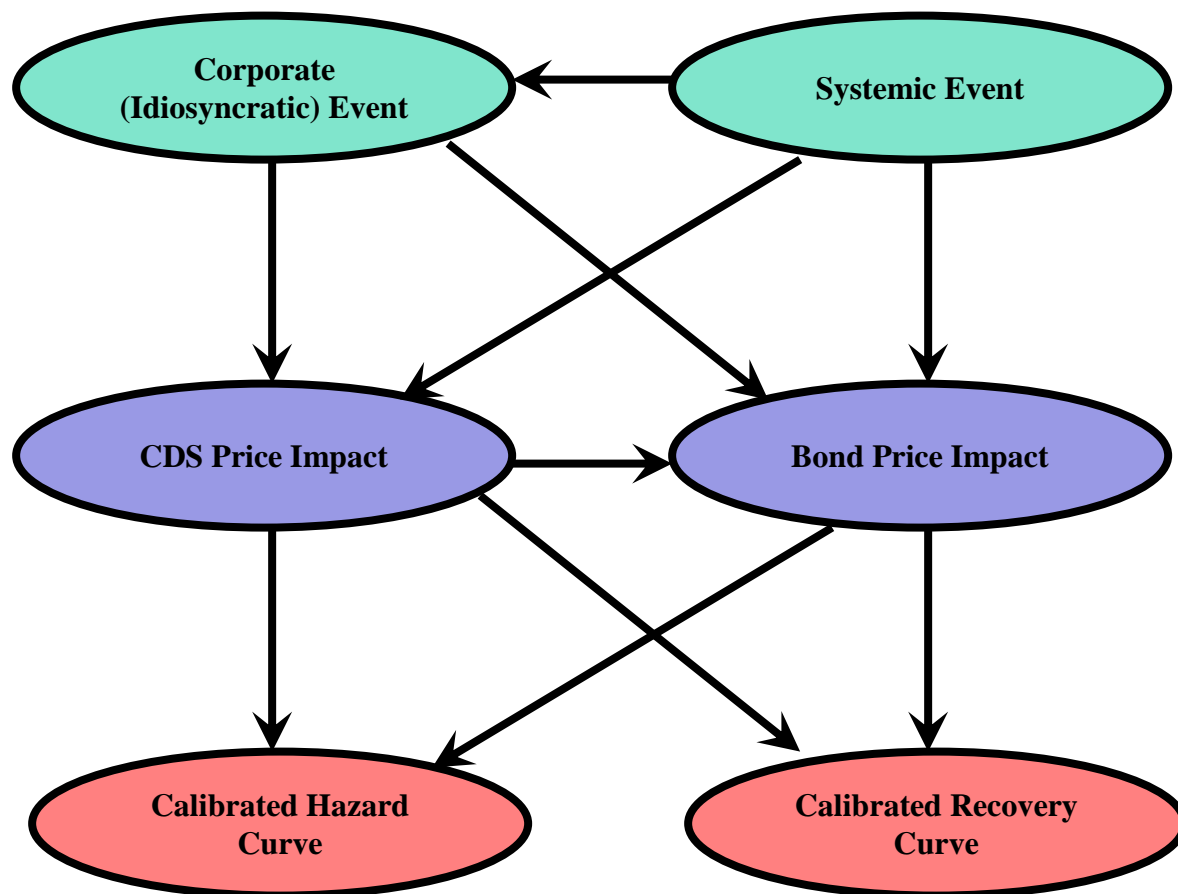 Corporate
(Idiosyncratic) Event
Systemic Event
CDS Price Impact
Bond Price Impact
Calibrated Hazard
Curve
Calibrated Recovery
Curve